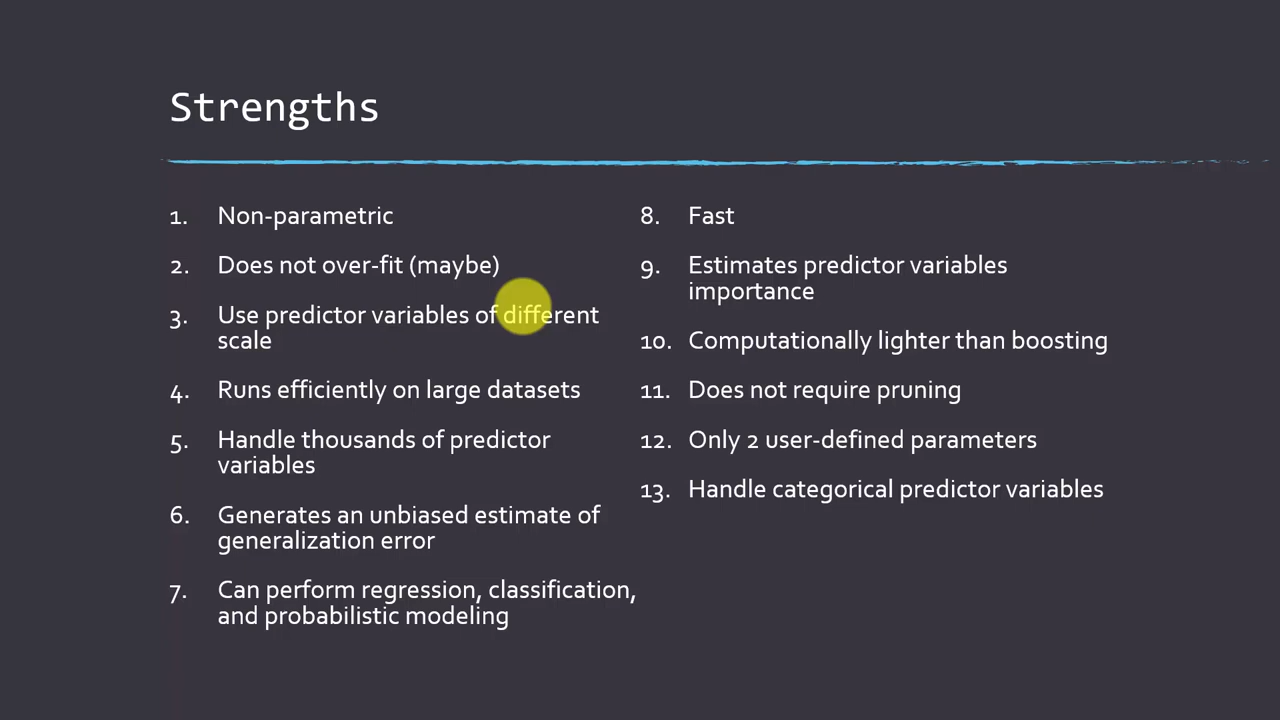 Strengths
1. Non-parametric
2. Does not over-fit (maybe)
3. Use predictor variables of different
scale
4. Runs efficiently on large datasets
5. Handle thousands of predictor
variables
6. Generates an unbiased estimate of
generalization error
7. Can perform regression, classification,
and probabilistic modeling
8. Fast
9. Estimates predictor variables
importance
10. Computationally lighter than boosting
11. Does not require pruning
12. Only 2 user-defined parameters
13. Handle categorical predictor variables